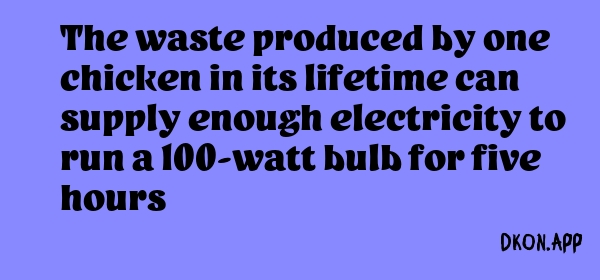 The waste produced by one
chicken in its lifetime can
supply enough electricity to
run a 100-watt bulb for five
hours
DKON.APP